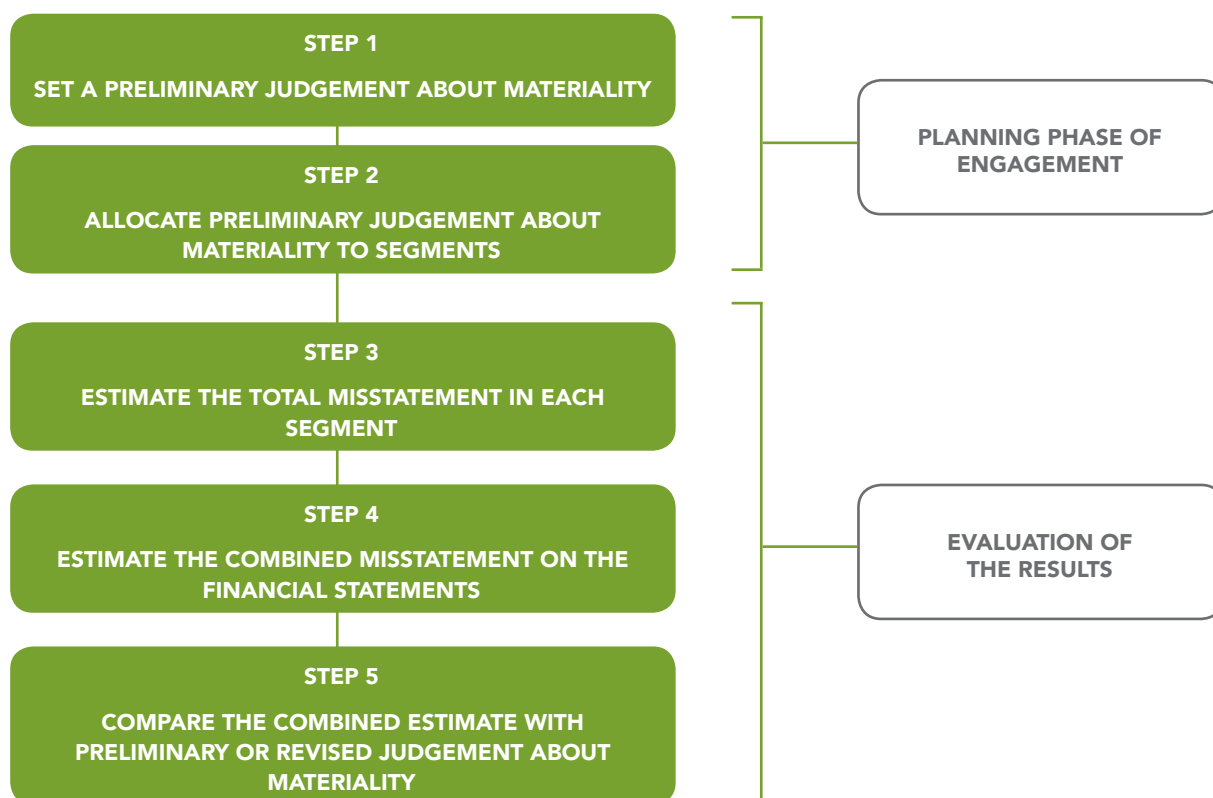 STEP 1
SET A PRELIMINARY JUDGEMENT ABOUT MATERIALITY
STEP 2
ALLOCATE PRELIMINARY JUDGEMENT ABOUT
MATERIALITY TO SEGMENTS
PLANNING PHASE OF
ENGAGEMENT
STEP 3
ESTIMATE THE TOTAL MISSTATEMENT IN EACH
SEGMENT
STEP 4
ESTIMATE THE COMBINED MISSTATEMENT ON THE
FINANCIAL STATEMENTS
STEP 5
COMPARE THE COMBINED ESTIMATE WITH
PRELIMINARY OR REVISED JUDGEMENT ABOUT
MATERIALITY
EVALUATION OF
THE RESULTS